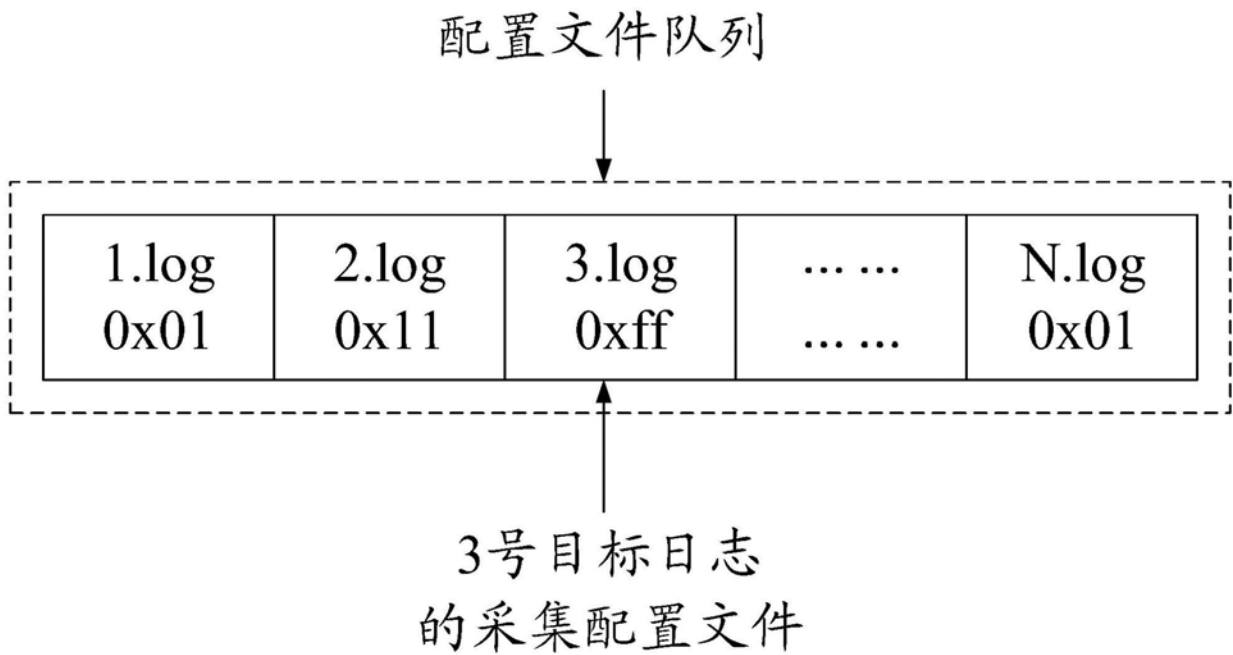 配置文件队列
1.log 2.log 3.log ... ... N.log
0x01 0x11 0xff ... ... 0x01
3号目标日志
的采集配置文件